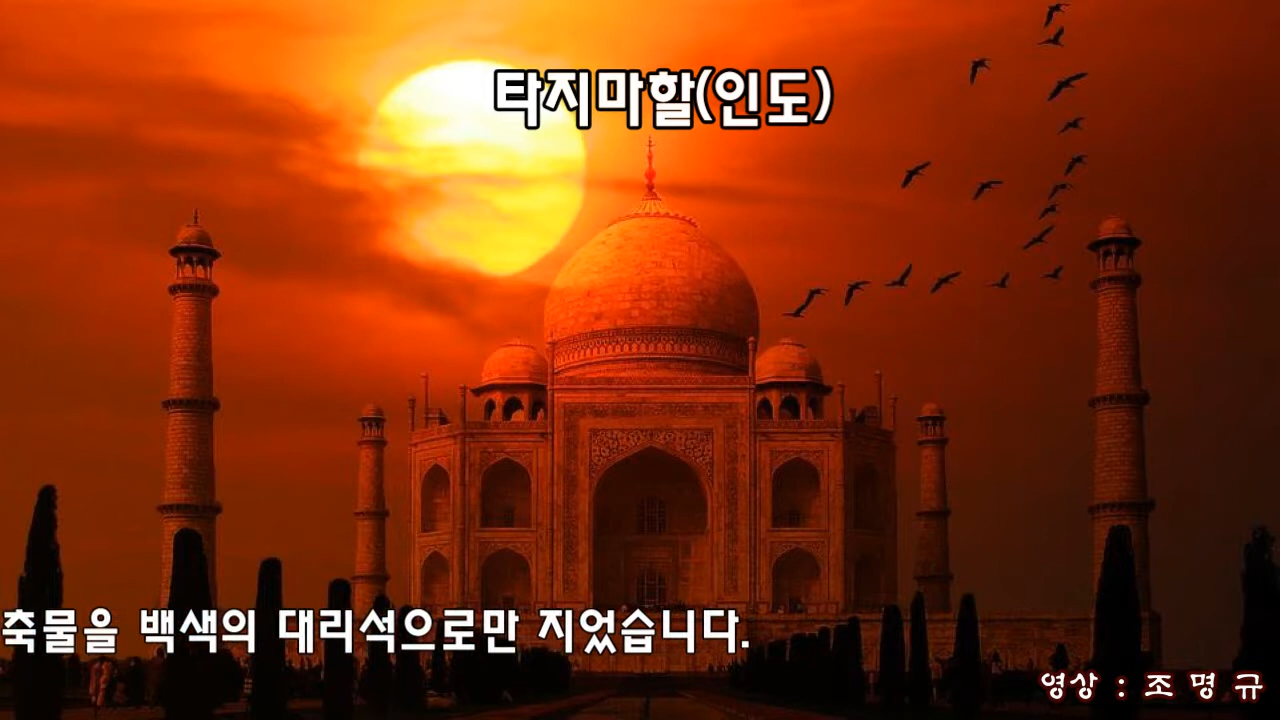 타지마할(인도)
축물을 백색의 대리석으로만 지었습니다.
영상 : 조 명 규